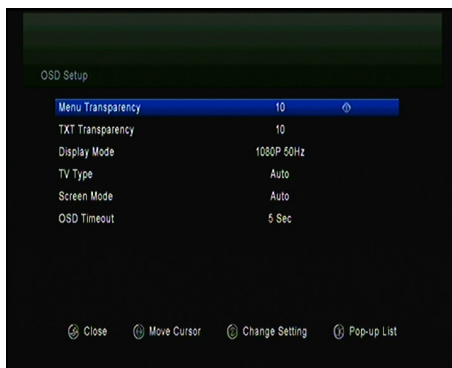 OSD Setup
Menu Transparency 10
TXT Transparency 10
Display Mode 1080P 50Hz
TV Type Auto
Screen Mode Auto
OSD Timeout 5 Sec
Close Move Cursor Change Setting Pop-up List